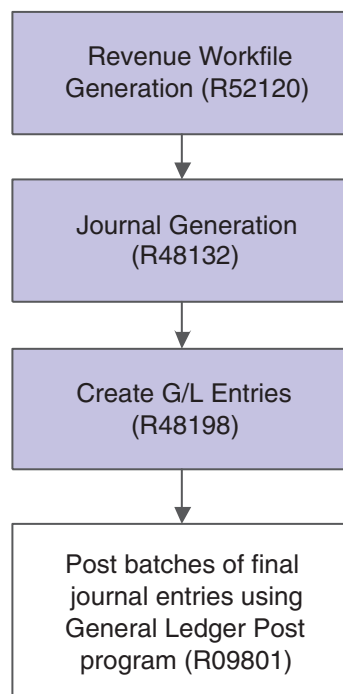 Revenue Workfile
Generation (R52120)
Journal Generation
(R48132)
Create G/L Entries
(R48198)
Post batches of final
journal entries using
General Ledger Post
program (R09801)